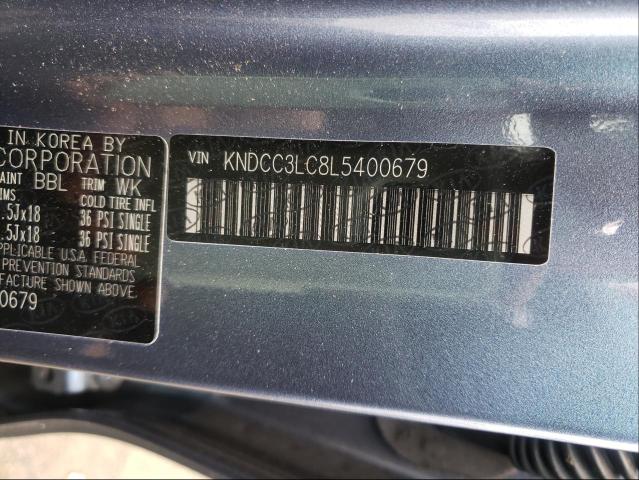 IN KOREA BY
CORPORATION
AINT BBL TRIM WK
IMS COLD TIRE INFL
.5Jx18 36 PSI SINGLE
.5Jx18 36 PSI SINGLE
APPLICABLE U.S.A. FEDERAL
PREVENTION STANDARDS
FACTURE SHOWN ABOVE.
0679
VIN KNDCC3LC8L5400679